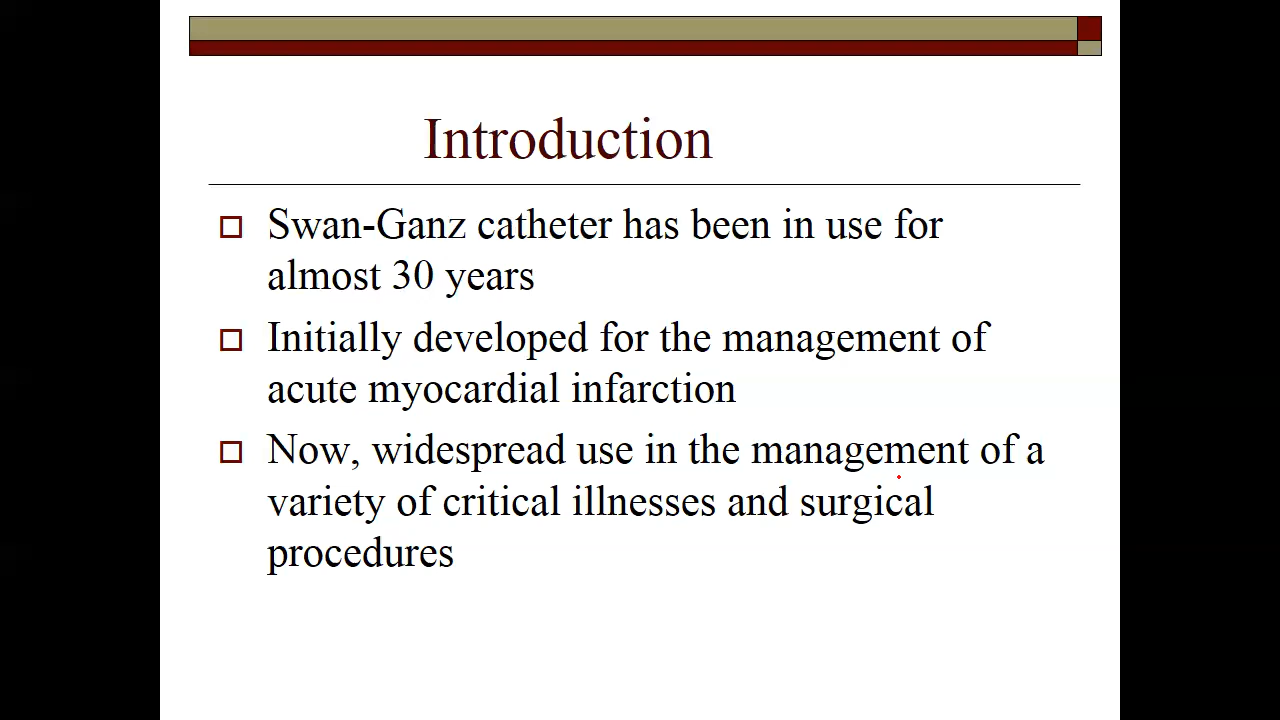 Introduction
Swan-Ganz catheter has been in use for
almost 30 years
Initially developed for the management of
acute myocardial infarction
Now, widespread use in the management of a
variety of critical illnesses and surgical
procedures